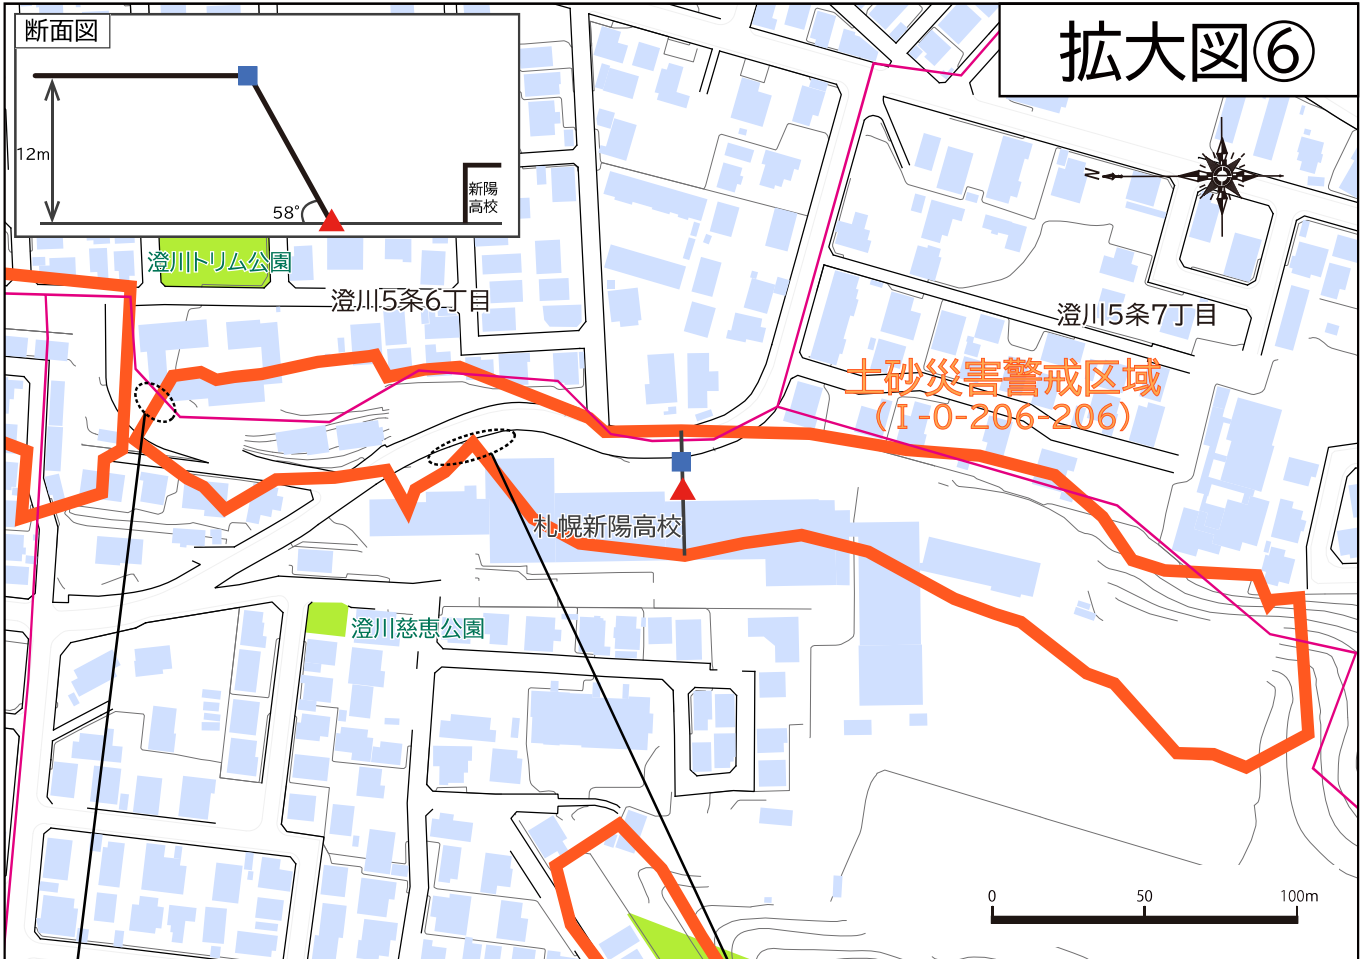 断面図
拡大図⑥
12m
58°
新陽
高校
N
澄川トリム公園
澄川5条6丁目
澄川5条7丁目
土砂災害警戒区域
（Ⅰ-0-206-206）
札幌新陽高校
澄川慈恵公園
0 50 100m